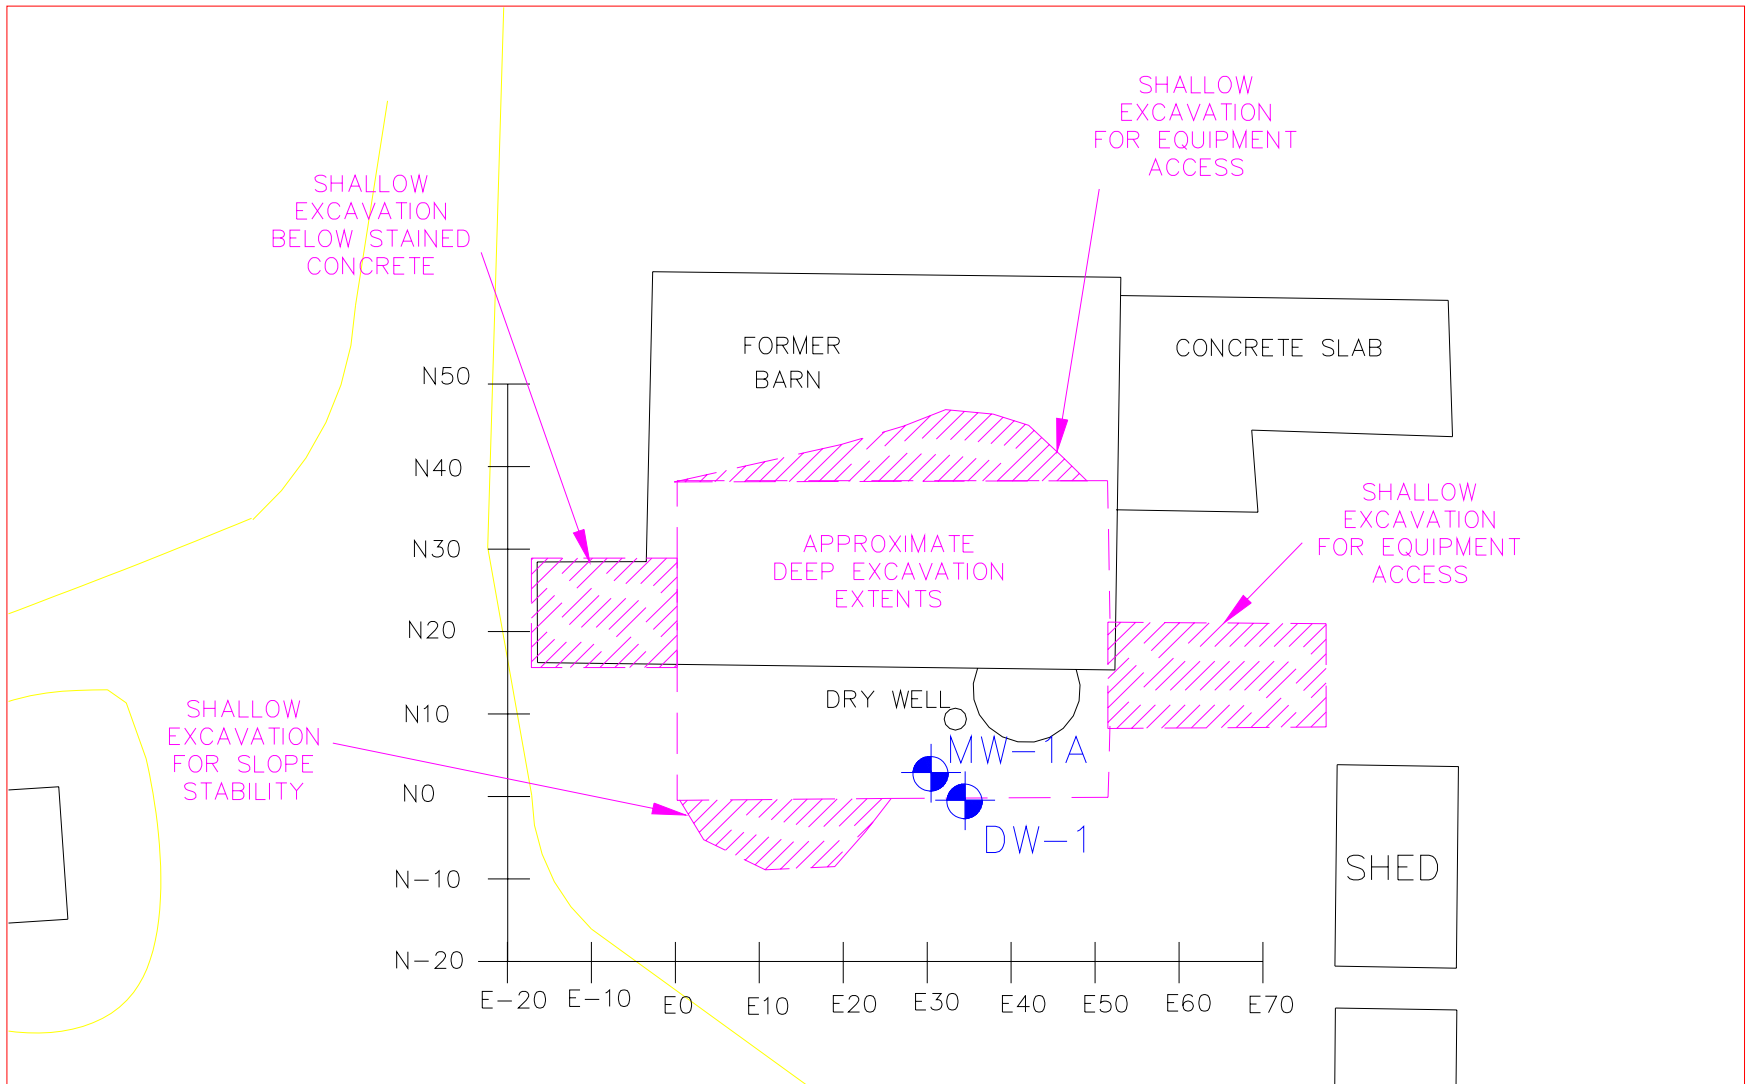 SHALLOW
EXCAVATION
FOR EQUIPMENT
ACCESS
SHALLOW
EXCAVATION
BELOW STAINED
CONCRETE
FORMER
BARN
CONCRETE SLAB
N50
N40
N30
N20
N10
N0
N-10
N-20
SHALLOW
EXCAVATION
FOR EQUIPMENT
ACCESS
APPROXIMATE
DEEP EXCAVATION
EXTENTS
DRY WELL
SHALLOW
EXCAVATION
FOR SLOPE
STABILITY
MW-1A
DW-1
SHED
E-20 E-10 E0 E10 E20 E30 E40 E50 E60 E70